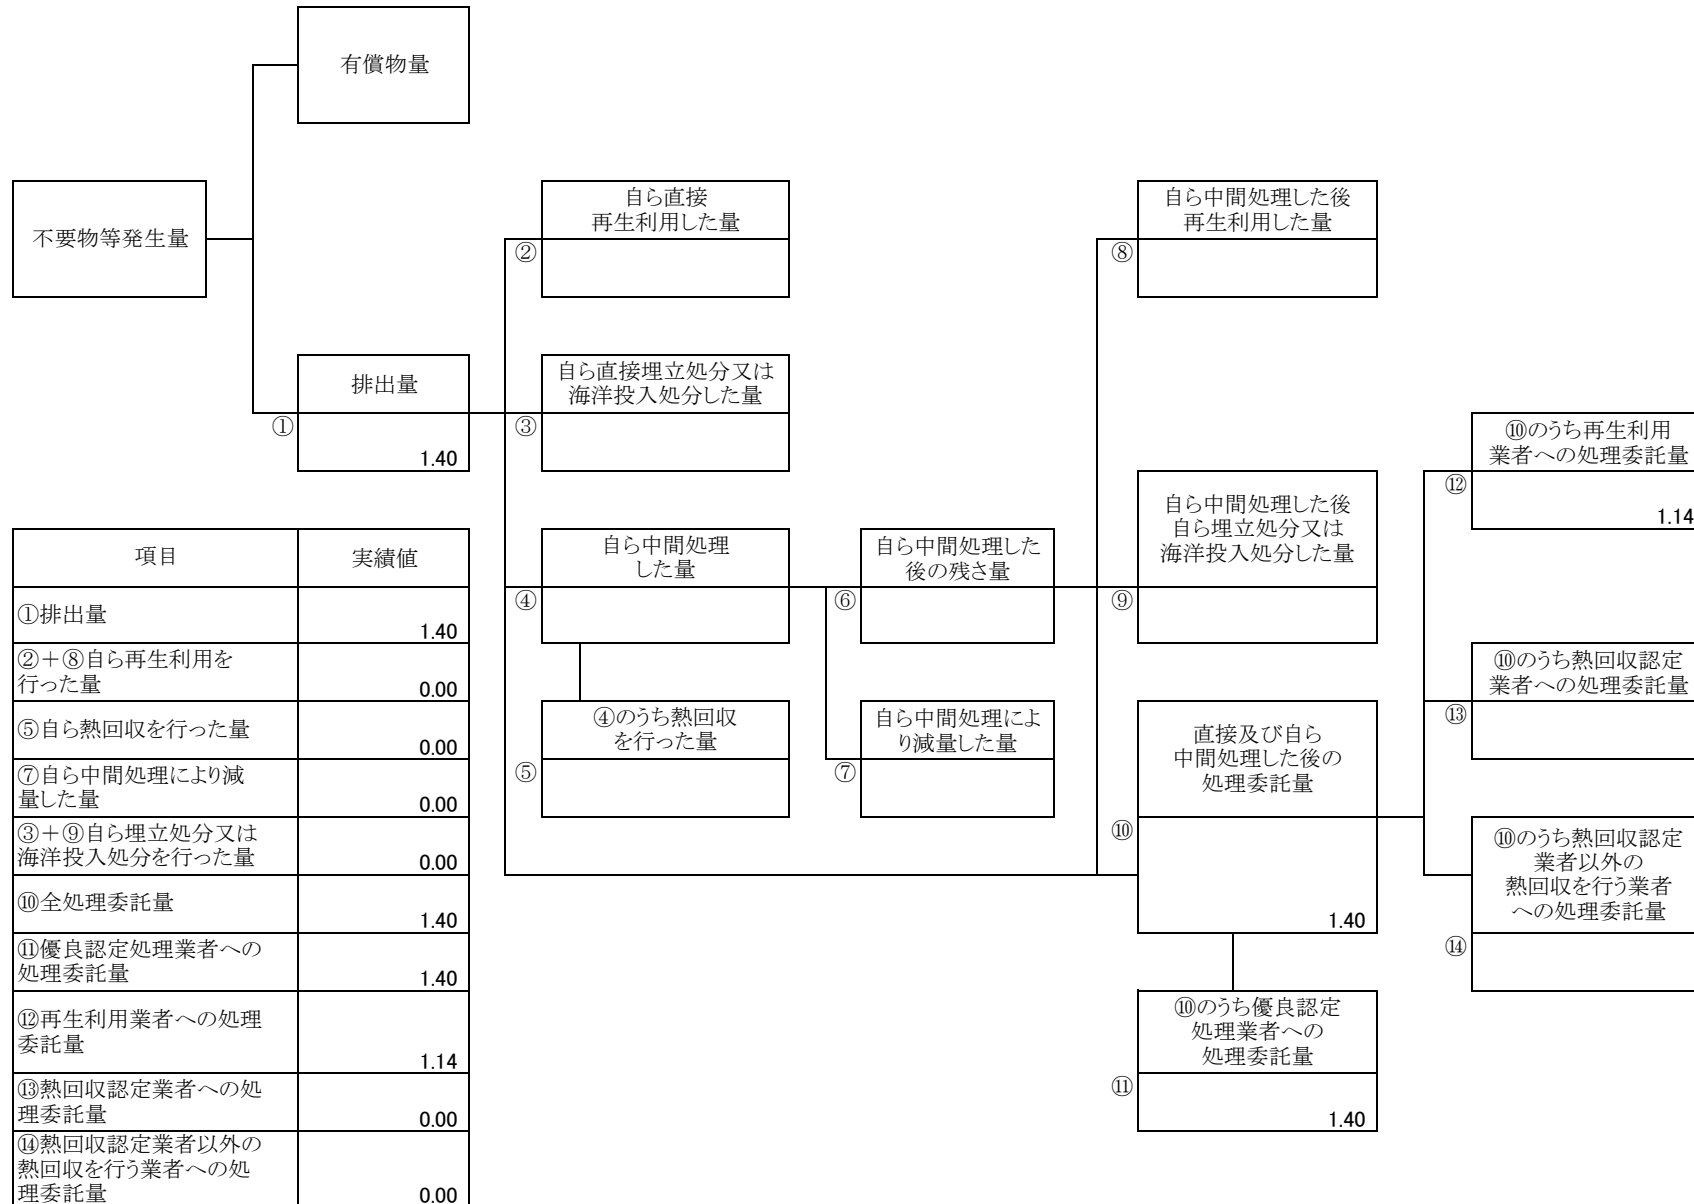 有償物量
不要物等発生量
排出量
①
1.40
自ら直接
再生利用した量
②
自ら直接埋立処分又は
海洋投入処分した量
③
自ら中間処理
した量
④
④のうち熱回収
を行った量
⑤
自ら中間処理した
後の残さ量
⑥
自ら中間処理によ
り減量した量
⑦
自ら中間処理した後
再生利用した量
⑧
自ら中間処理した後
自ら埋立処分又は
海洋投入処分した量
⑨
直接及び自ら
中間処理した後の
処理委託量
⑩
1.40
⑩のうち優良認定
処理業者への
処理委託量
⑪
1.40
⑩のうち再生利用
業者への処理委託量
⑫
1.14
⑩のうち熱回収認定
業者への処理委託量
⑬
⑩のうち熱回収認定
業者以外の
熱回収を行う業者
への処理委託量
⑭
項目
実績値
①排出量
1.40
②+⑧自ら再生利用を
行った量
0.00
⑤自ら熱回収を行った量
0.00
⑦自ら中間処理により減
量した量
0.00
③+⑨自ら埋立処分又は
海洋投入処分を行った量
0.00
⑩全処理委託量
1.40
⑪優良認定処理業者への
処理委託量
1.40
⑫再生利用業者への処理
委託量
1.14
⑬熱回収認定業者への処
理委託量
0.00
⑭熱回収認定業者以外の
熱回収を行う業者への処
理委託量
0.00